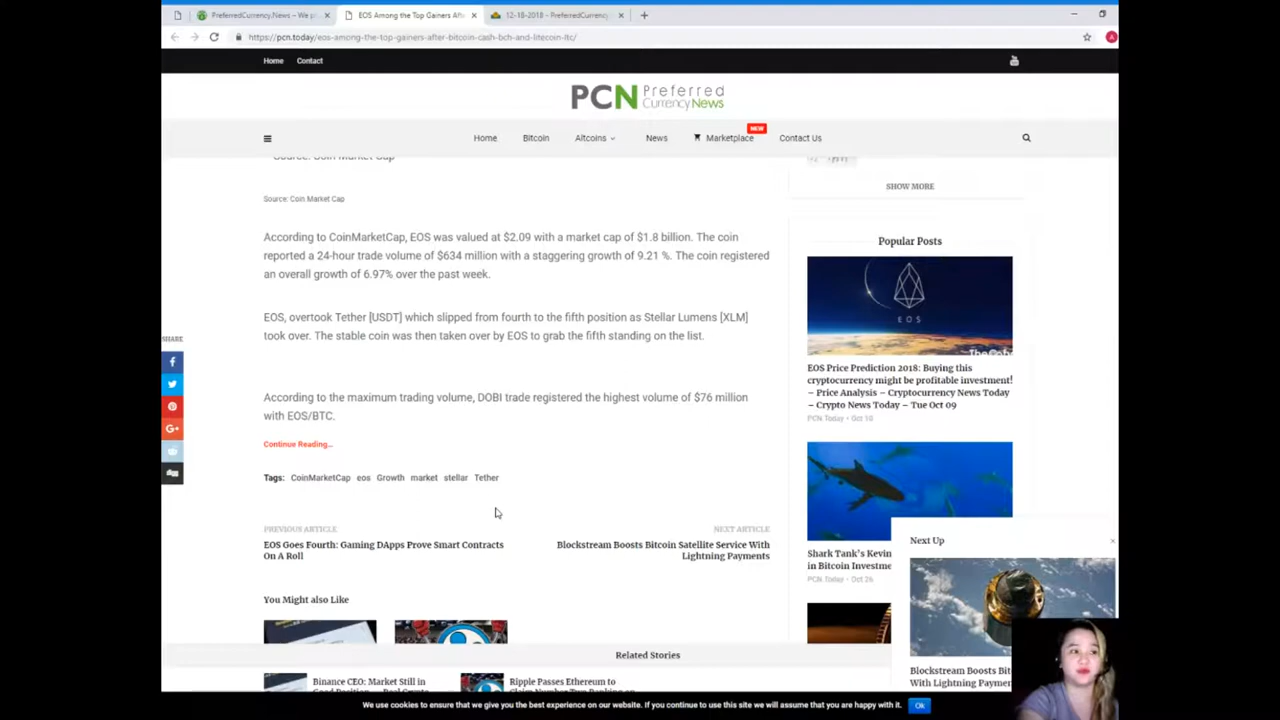 PreferredCurrency.News – We p
EOS Among the Top Gainers Aft
12-18-2018 - PreferredCurrency
https://pcn.today/eos-among-the-top-gainers-after-bitcoin-cash-bch-and-litecoin-ltc/
Home Contact
PCN Preferred
Currency News
Home Bitcoin Altcoins News Marketplace NEW Contact Us
Source: Coin Market Cap
Source: Coin Market Cap
According to CoinMarketCap, EOS was valued at $2.09 with a market cap of $1.8 billion. The coin
reported a 24-hour trade volume of $634 million with a staggering growth of 9.21 %. The coin registered
an overall growth of 6.97% over the past week.
EOS, overtook Tether [USDT] which slipped from fourth to the fifth position as Stellar Lumens [XLM]
took over. The stable coin was then taken over by EOS to grab the fifth standing on the list.
According to the maximum trading volume, DOBI trade registered the highest volume of $76 million
with EOS/BTC.
Continue Reading...
Tags: CoinMarketCap eos Growth market stellar Tether
PREVIOUS ARTICLE
EOS Goes Fourth: Gaming DApps Prove Smart Contracts
On A Roll
NEXT ARTICLE
Blockstream Boosts Bitcoin Satellite Service With
Lightning Payments
You Might also Like
SHARE
SHOW MORE
Popular Posts
EOS
EOS Price Prediction 2018: Buying this
cryptocurrency might be profitable investment!
– Price Analysis – Cryptocurrency News Today
– Crypto News Today – Tue Oct 09
PCN Today • Oct 10
Shark Tank's Kevin
in Bitcoin Investme
PCN Today • Oct 26
Next Up
Blockstream Boosts Bit
With Lightning Paymen
Related Stories
Binance CEO: Market Still in
Ripple Passes Ethereum to
We use cookies to ensure that we give you the best experience on our website. If you continue to use this site we will assume that you are happy with it. Ok